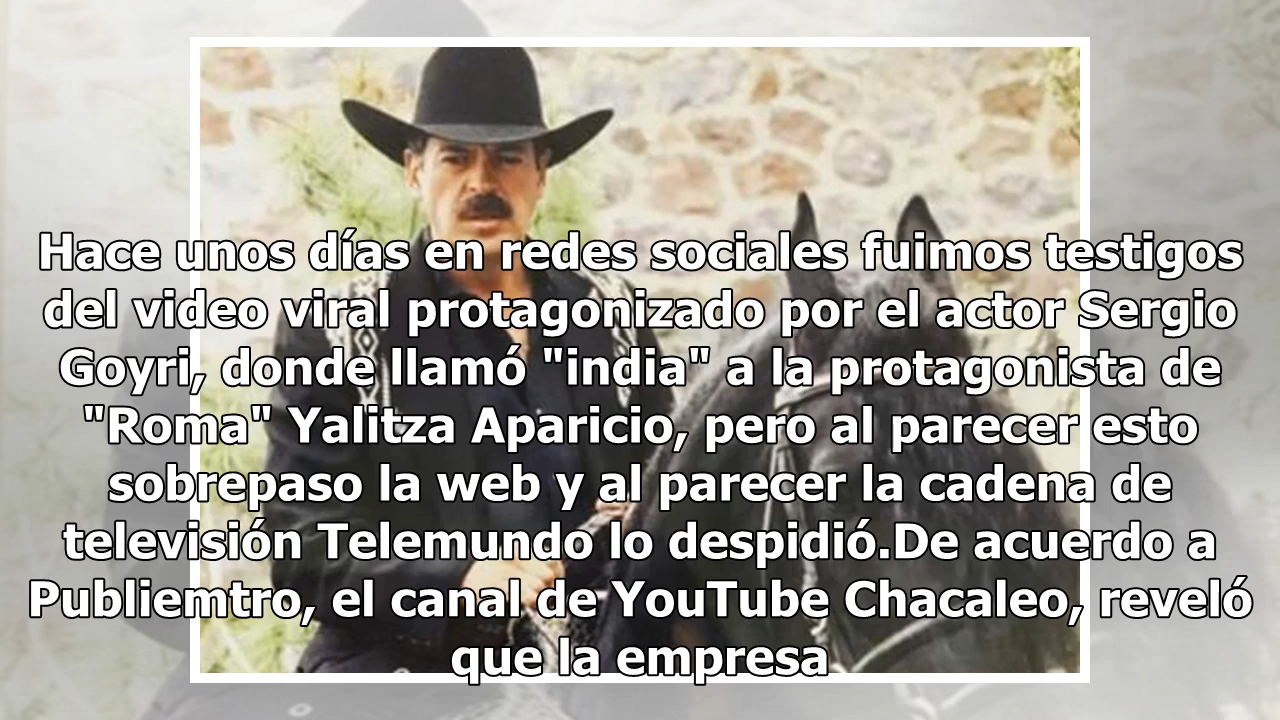 Hace unos días en redes sociales fuimos testigos
del video viral protagonizado por el actor Sergio
Goyri, donde llamó "india" a la protagonista de
"Roma" Yalitza Aparicio, pero al parecer esto
sobrepaso la web y al parecer la cadena de
televisión Telemundo lo despidió.De acuerdo a
Publiemtro, el canal de YouTube Chacaleo, reveló
que la empresa